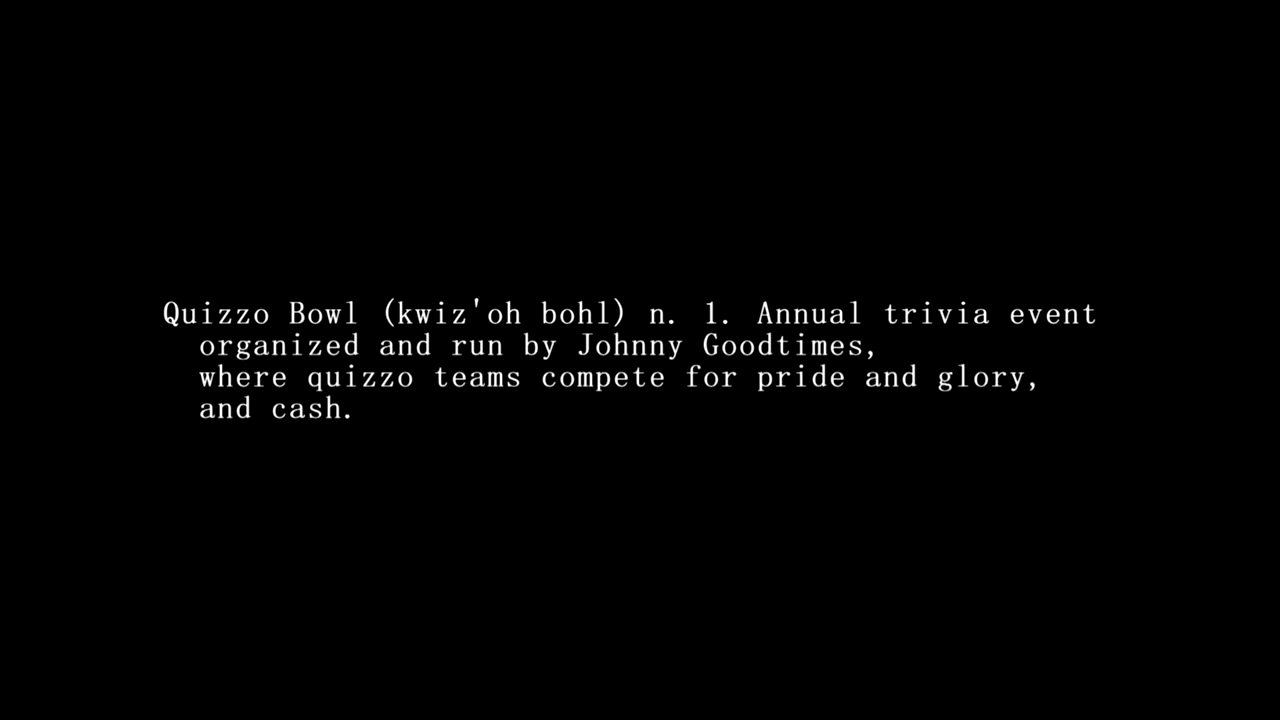 Quizzo Bowl (kwiz'oh bohl) n. 1. Annual trivia event
organized and run by Johnny Goodtimes,
where quizzo teams compete for pride and glory,
and cash.